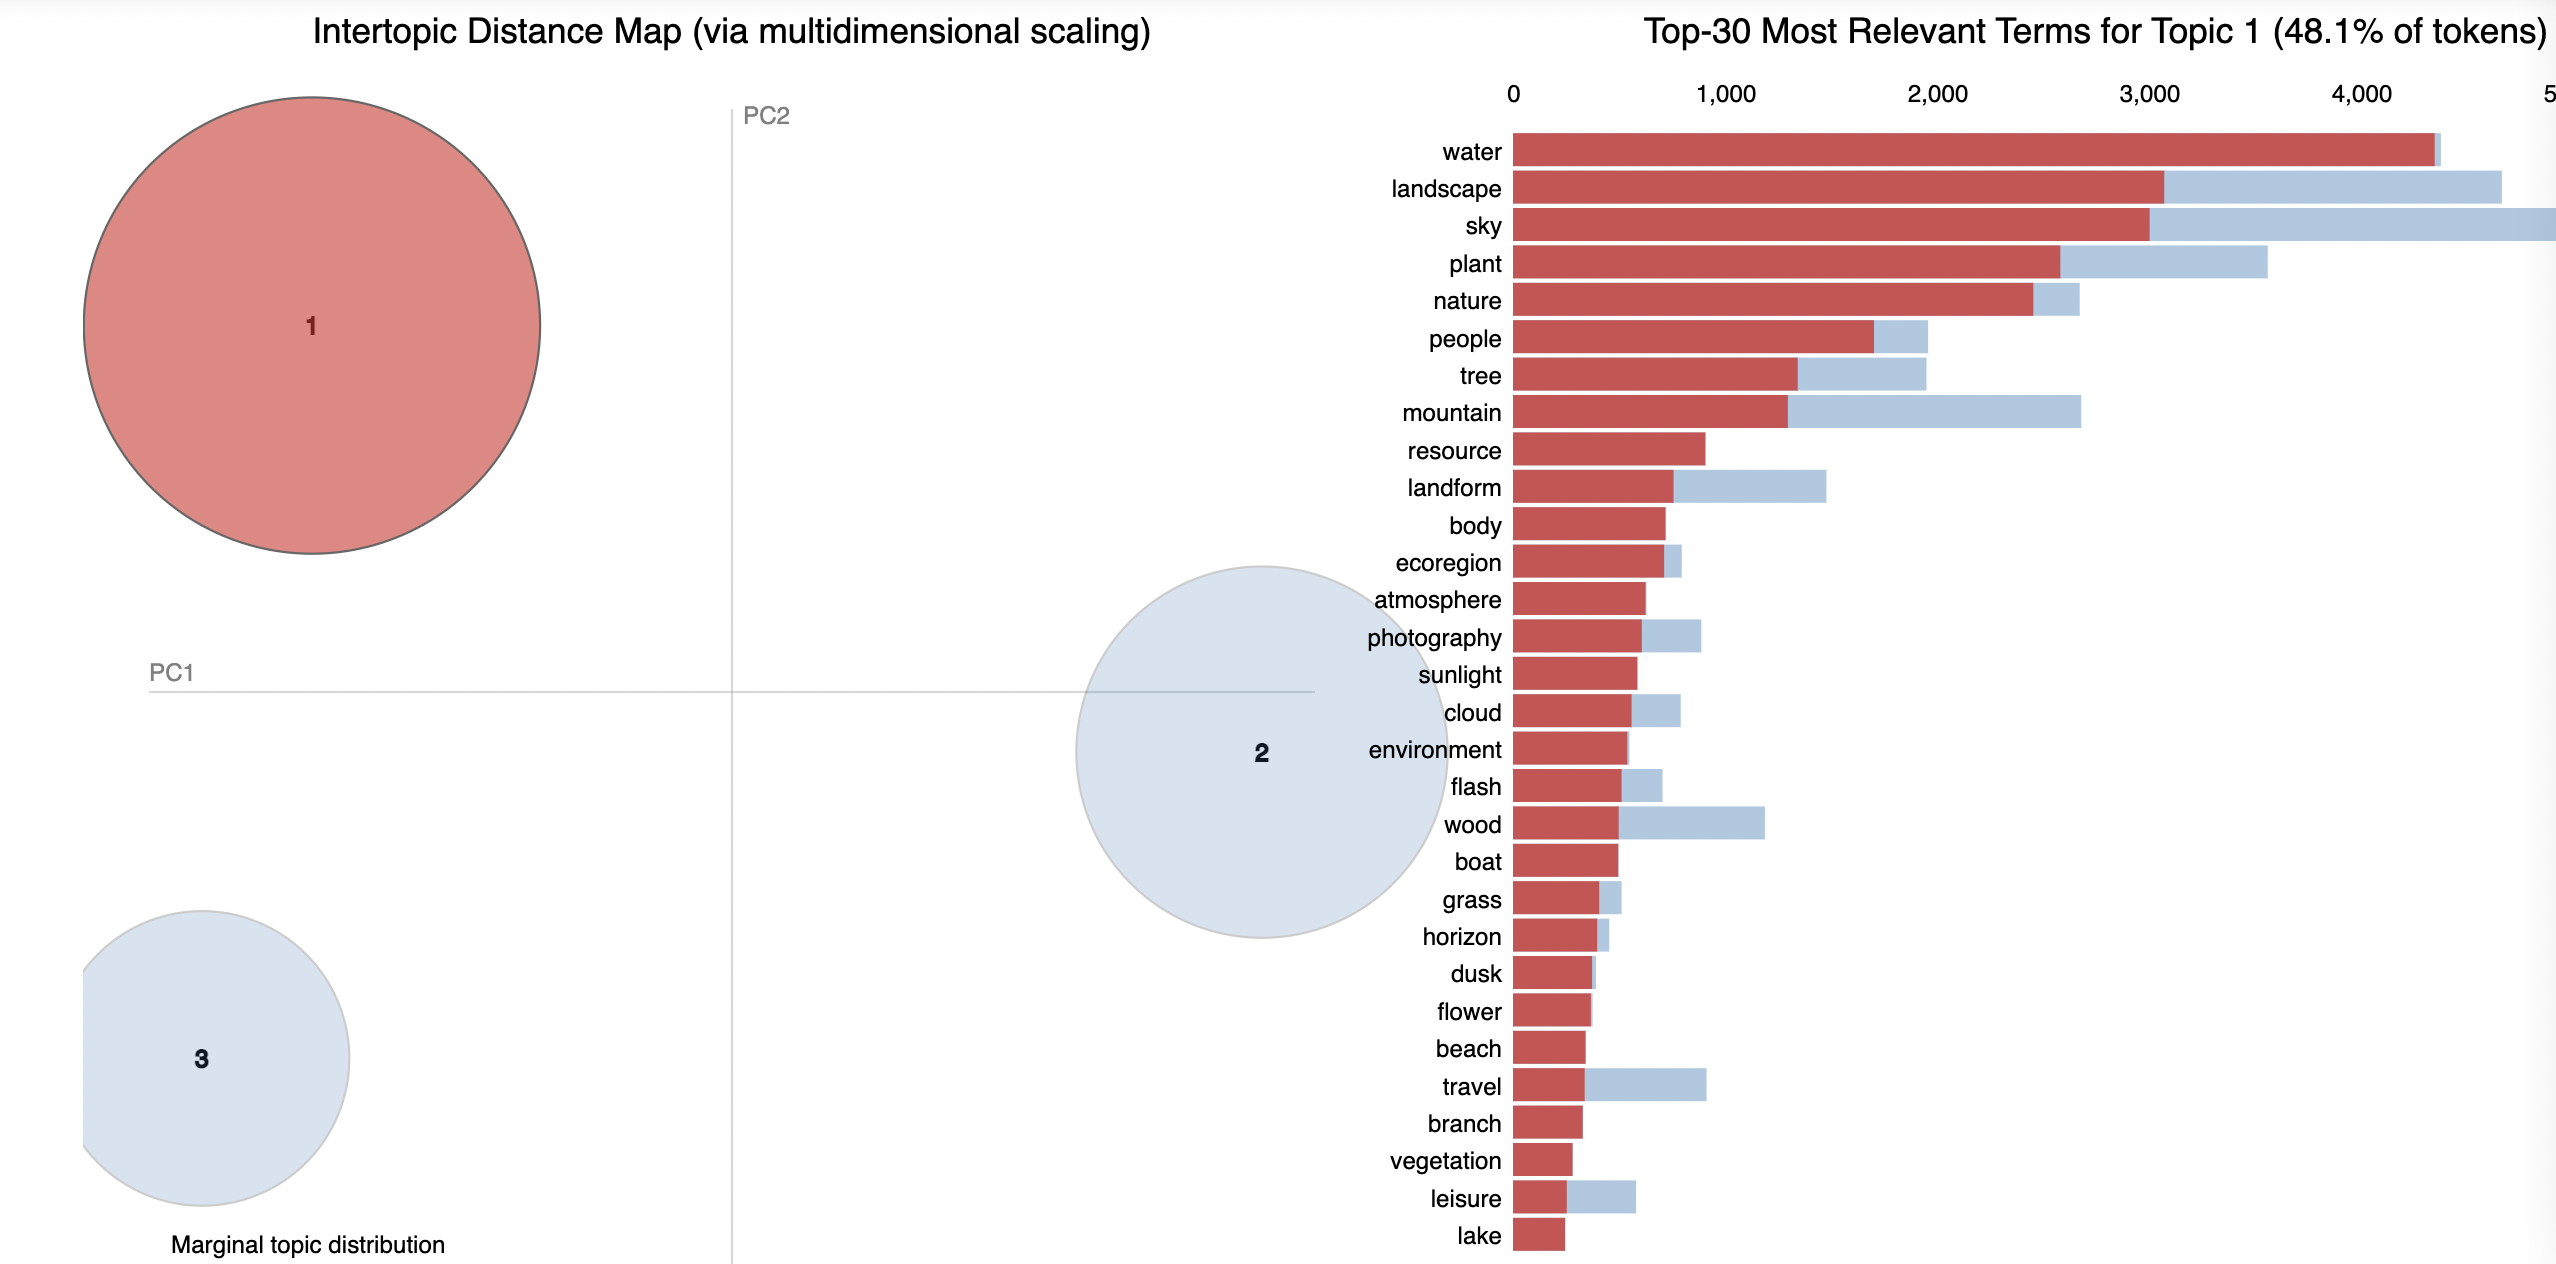 Intertopic Distance Map (via multidimensional scaling)
PC2
1
PC1
2
3
Marginal topic distribution
Top-30 Most Relevant Terms for Topic 1 (48.1% of tokens)
0 1,000 2,000 3,000 4,000 5
water
landscape
sky
plant
nature
people
tree
mountain
resource
landform
body
ecoregion
atmosphere
photography
sunlight
cloud
environment
flash
wood
boat
grass
horizon
dusk
flower
beach
travel
branch
vegetation
leisure
lake